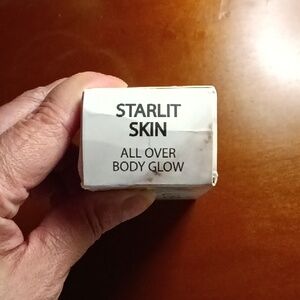 STARLIT
SKIN
ALL OVER
BODY GLOW